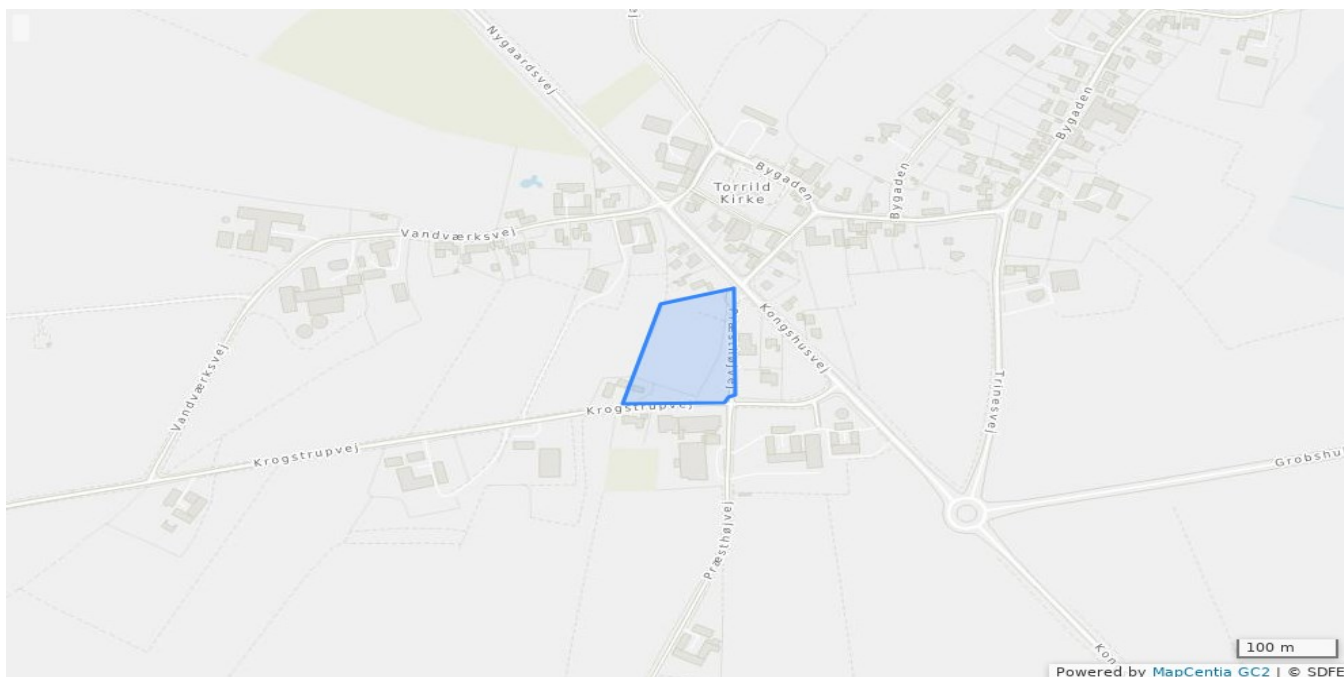 Nygaardsvej
Bygaden
Bygaden
Torrild
Kirke
Bygaden
Vandværksvej
Kongshusvej
Præsthøjvej
Vandværksvej
Krogstrupvej
Trinesvej
Krogstrupvej
Præsthøjvej
100 m
Powered by MapCentia GC2 | © SDFE